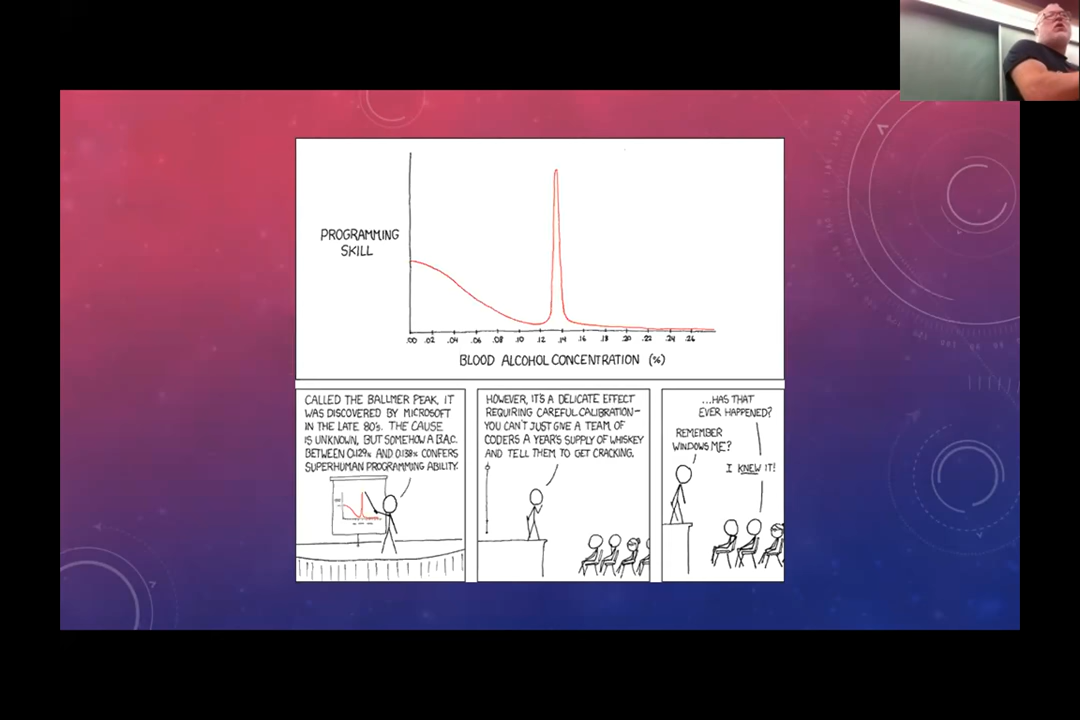 PROGRAMMING
SKILL
.00 .02 .04 .06 .08 .10 .12 .14 .16 .18 .20 .22 .24 .26
BLOOD ALCOHOL CONCENTRATION (%)
CALLED THE BALLMER PEAK, IT
WAS DISCOVERED BY MICROSOFT
IN THE LATE 80's. THE CAUSE
IS UNKNOWN, BUT SOMEHOW A B.A.C.
BETWEEN 0.129% AND 0.138% CONFERS
SUPERHUMAN PROGRAMMING ABILITY.
HOWEVER, IT'S A DELICATE EFFECT
REQUIRING CAREFUL CALIBRATION—
YOU CAN'T JUST GIVE A TEAM OF
CODERS A YEAR'S SUPPLY OF WHISKEY
AND TELL THEM TO GET CRACKING.
...HAS THAT
EVER HAPPENED?
REMEMBER
WINDOWS ME?
I KNEW IT!